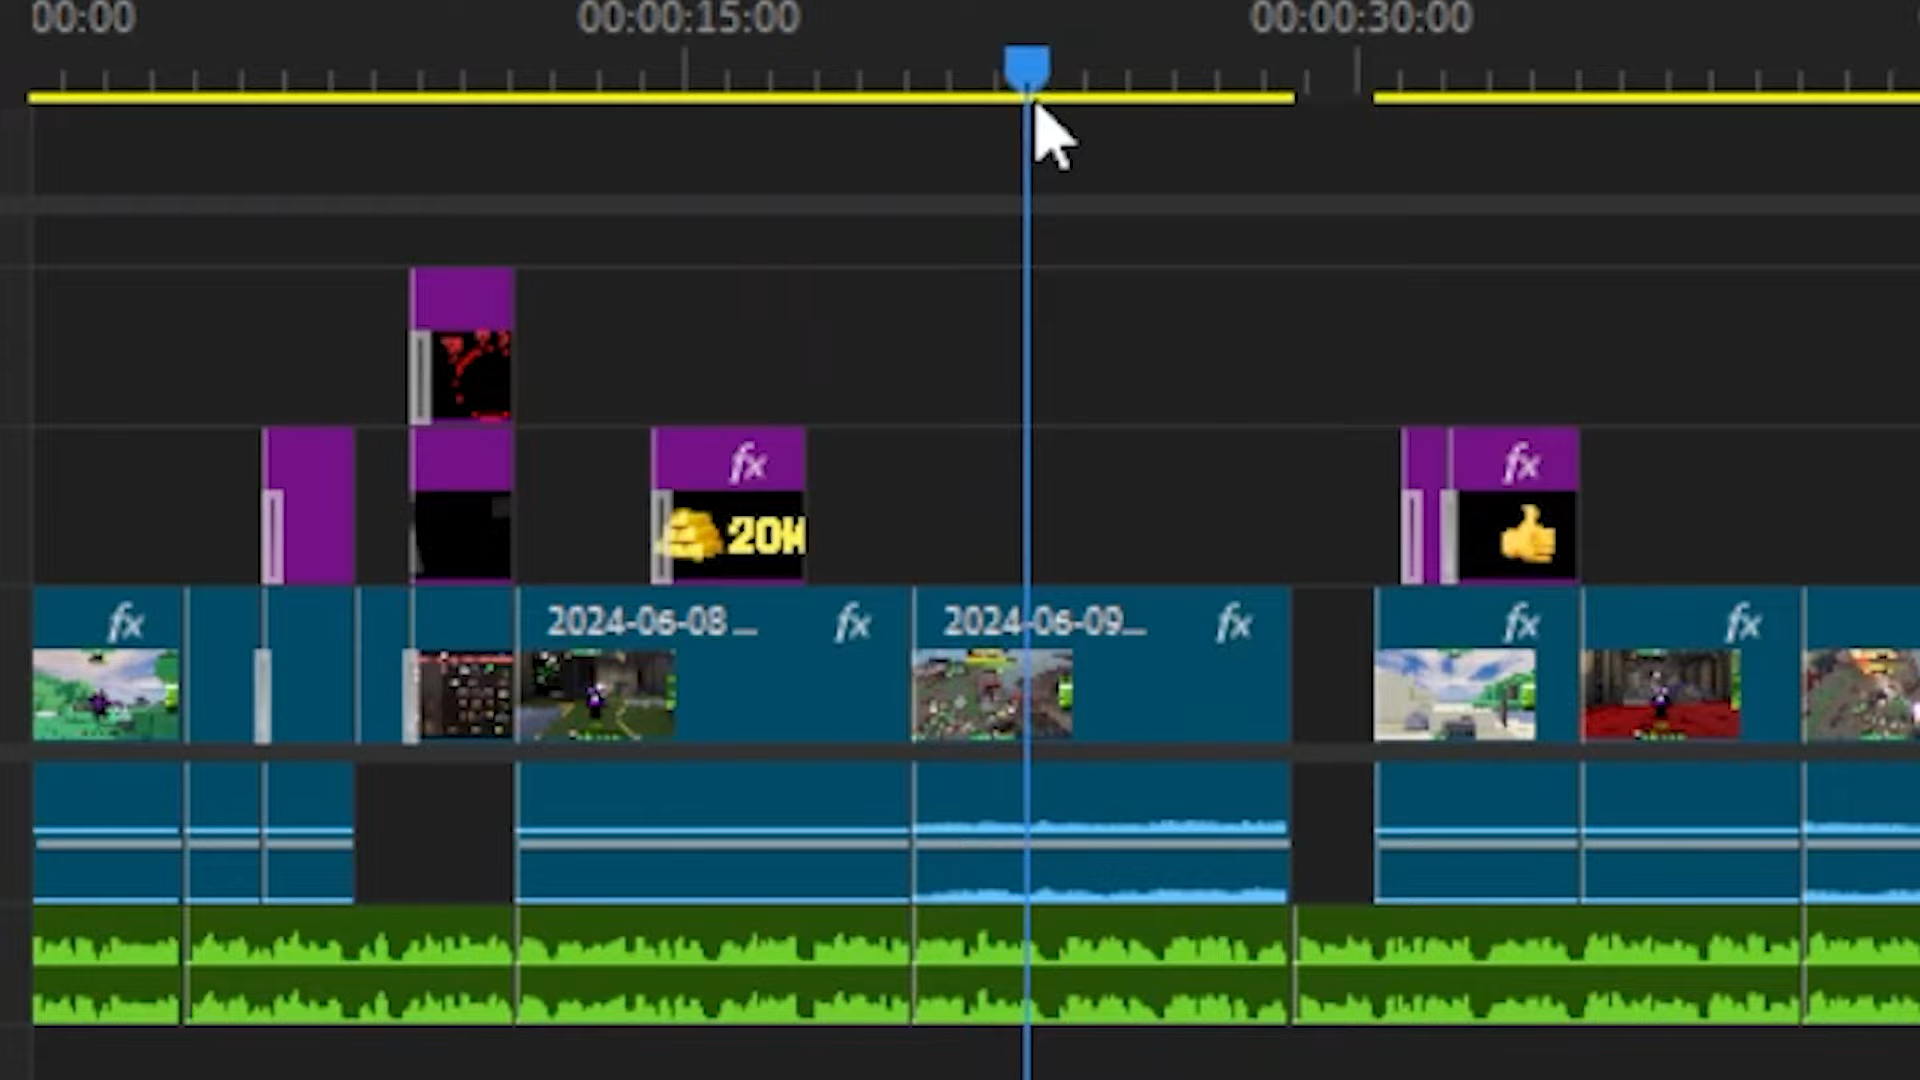 00:00 00:00:15:00 00:00:30:00
fx fx
20M
fx 2024-06-08 ... fx 2024-06-09... fx fx fx